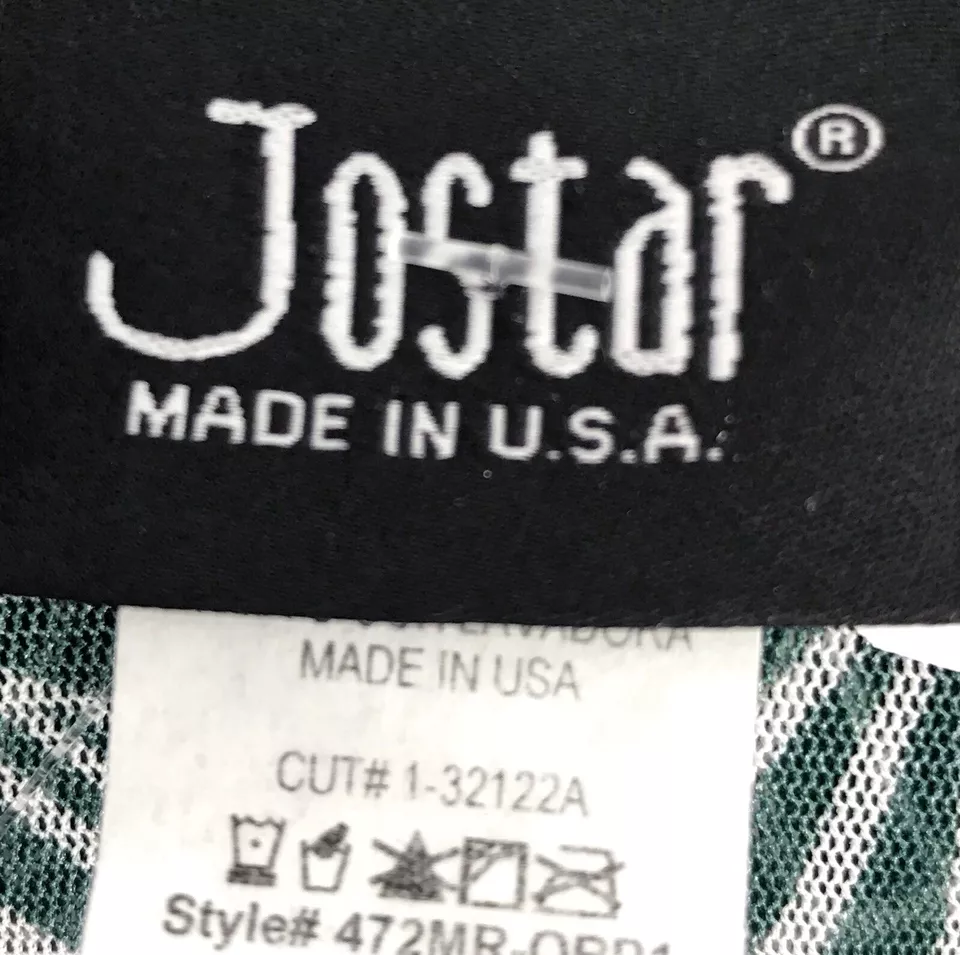 Jostar®
MADE IN U.S.A.
MADE IN USA
CUT# 1-32122A
Style#